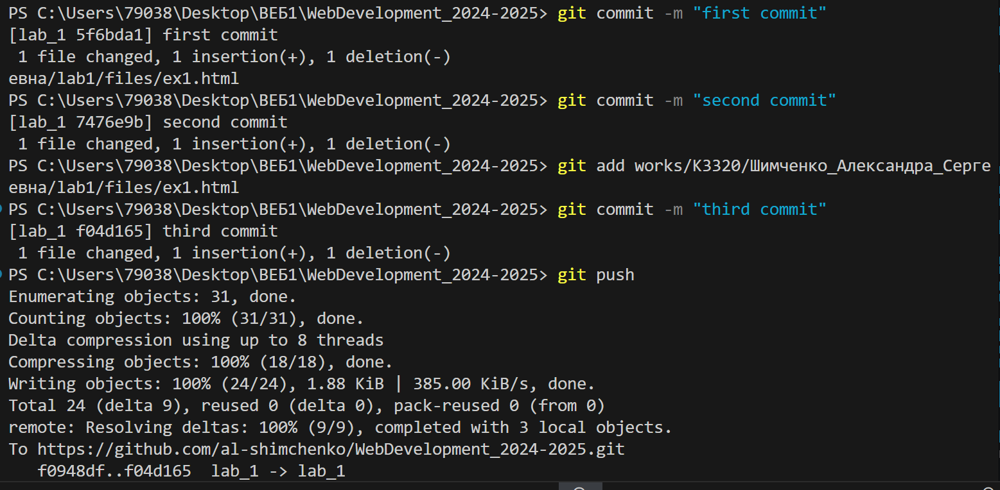 PS C:\Users\79038\Desktop\ВЕБ1\WebDevelopment_2024-2025> git commit -m "first commit"
[lab_1 5f6bda1] first commit
 1 file changed, 1 insertion(+), 1 deletion(-)
евна/lab1/files/ex1.html
PS C:\Users\79038\Desktop\ВЕБ1\WebDevelopment_2024-2025> git commit -m "second commit"
[lab_1 7476e9b] second commit
 1 file changed, 1 insertion(+), 1 deletion(-)
PS C:\Users\79038\Desktop\ВЕБ1\WebDevelopment_2024-2025> git add works/K3320/Шимченко_Александра_Серге
евна/lab1/files/ex1.html
PS C:\Users\79038\Desktop\ВЕБ1\WebDevelopment_2024-2025> git commit -m "third commit"
[lab_1 f04d165] third commit
 1 file changed, 1 insertion(+), 1 deletion(-)
PS C:\Users\79038\Desktop\ВЕБ1\WebDevelopment_2024-2025> git push
Enumerating objects: 31, done.
Counting objects: 100% (31/31), done.
Delta compression using up to 8 threads
Compressing objects: 100% (18/18), done.
Writing objects: 100% (24/24), 1.88 KiB | 385.00 KiB/s, done.
Total 24 (delta 9), reused 0 (delta 0), pack-reused 0 (from 0)
remote: Resolving deltas: 100% (9/9), completed with 3 local objects.
To https://github.com/al-shimchenko/WebDevelopment_2024-2025.git
   f0948df..f04d165  lab_1 -> lab_1